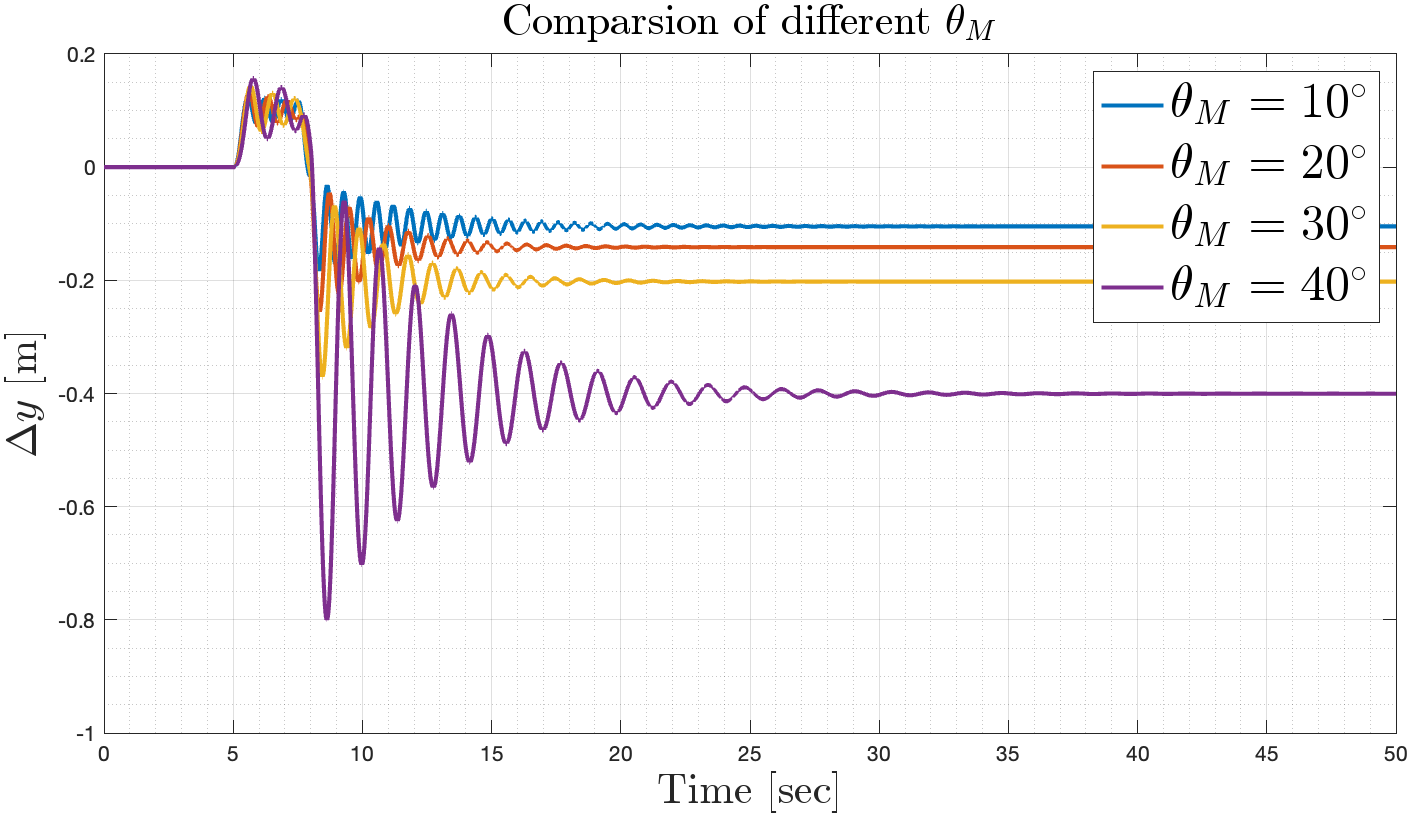 Comparsion of different θ_M
0.2
0
-0.2
-0.4
-0.6
-0.8
-1
Δy [m]
θ_M = 10°
θ_M = 20°
θ_M = 30°
θ_M = 40°
0 5 10 15 20 25 30 35 40 45 50
Time [sec]